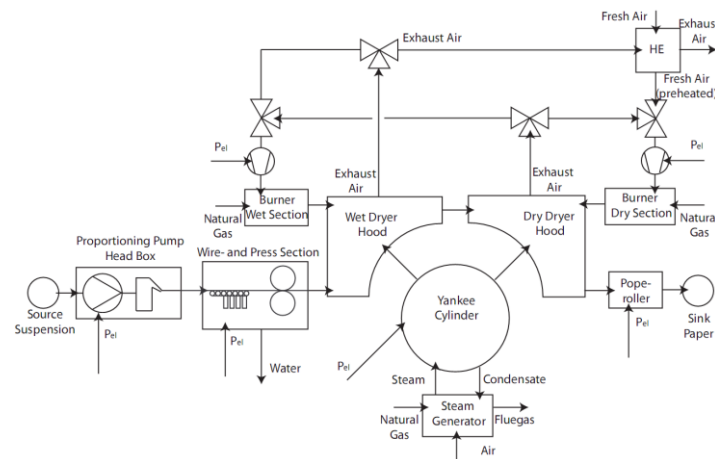 Fresh Air
Exhaust
Air
Exhaust Air
HE
Fresh Air
(preheated)
Pel
Pel
Exhaust
Air
Exhaust
Air
Burner
Wet Section
Burner
Dry Section
Natural
Gas
Natural
Gas
Wet Dryer
Hood
Dry Dryer
Hood
Proportioning Pump
Head Box
Wire- and Press Section
Source
Suspension
Yankee
Cylinder
Pope-
roller
Sink
Paper
Pel
Pel
Pel
Pel
Water
Steam
Condensate
Natural
Gas
Steam
Generator
Fluegas
Air